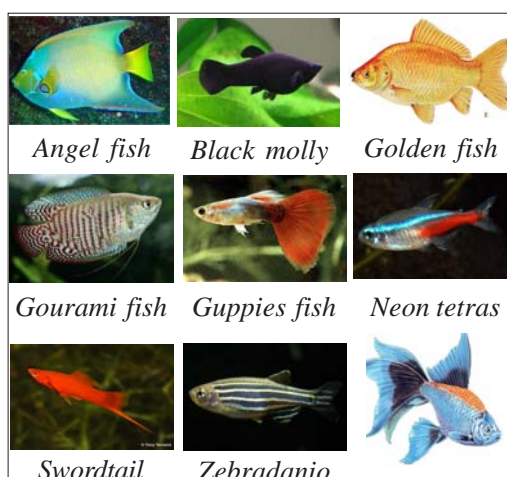 Angel fish Black molly Golden fish
Gourami fish Guppies fish Neon tetras
Swordtail Zebradanio